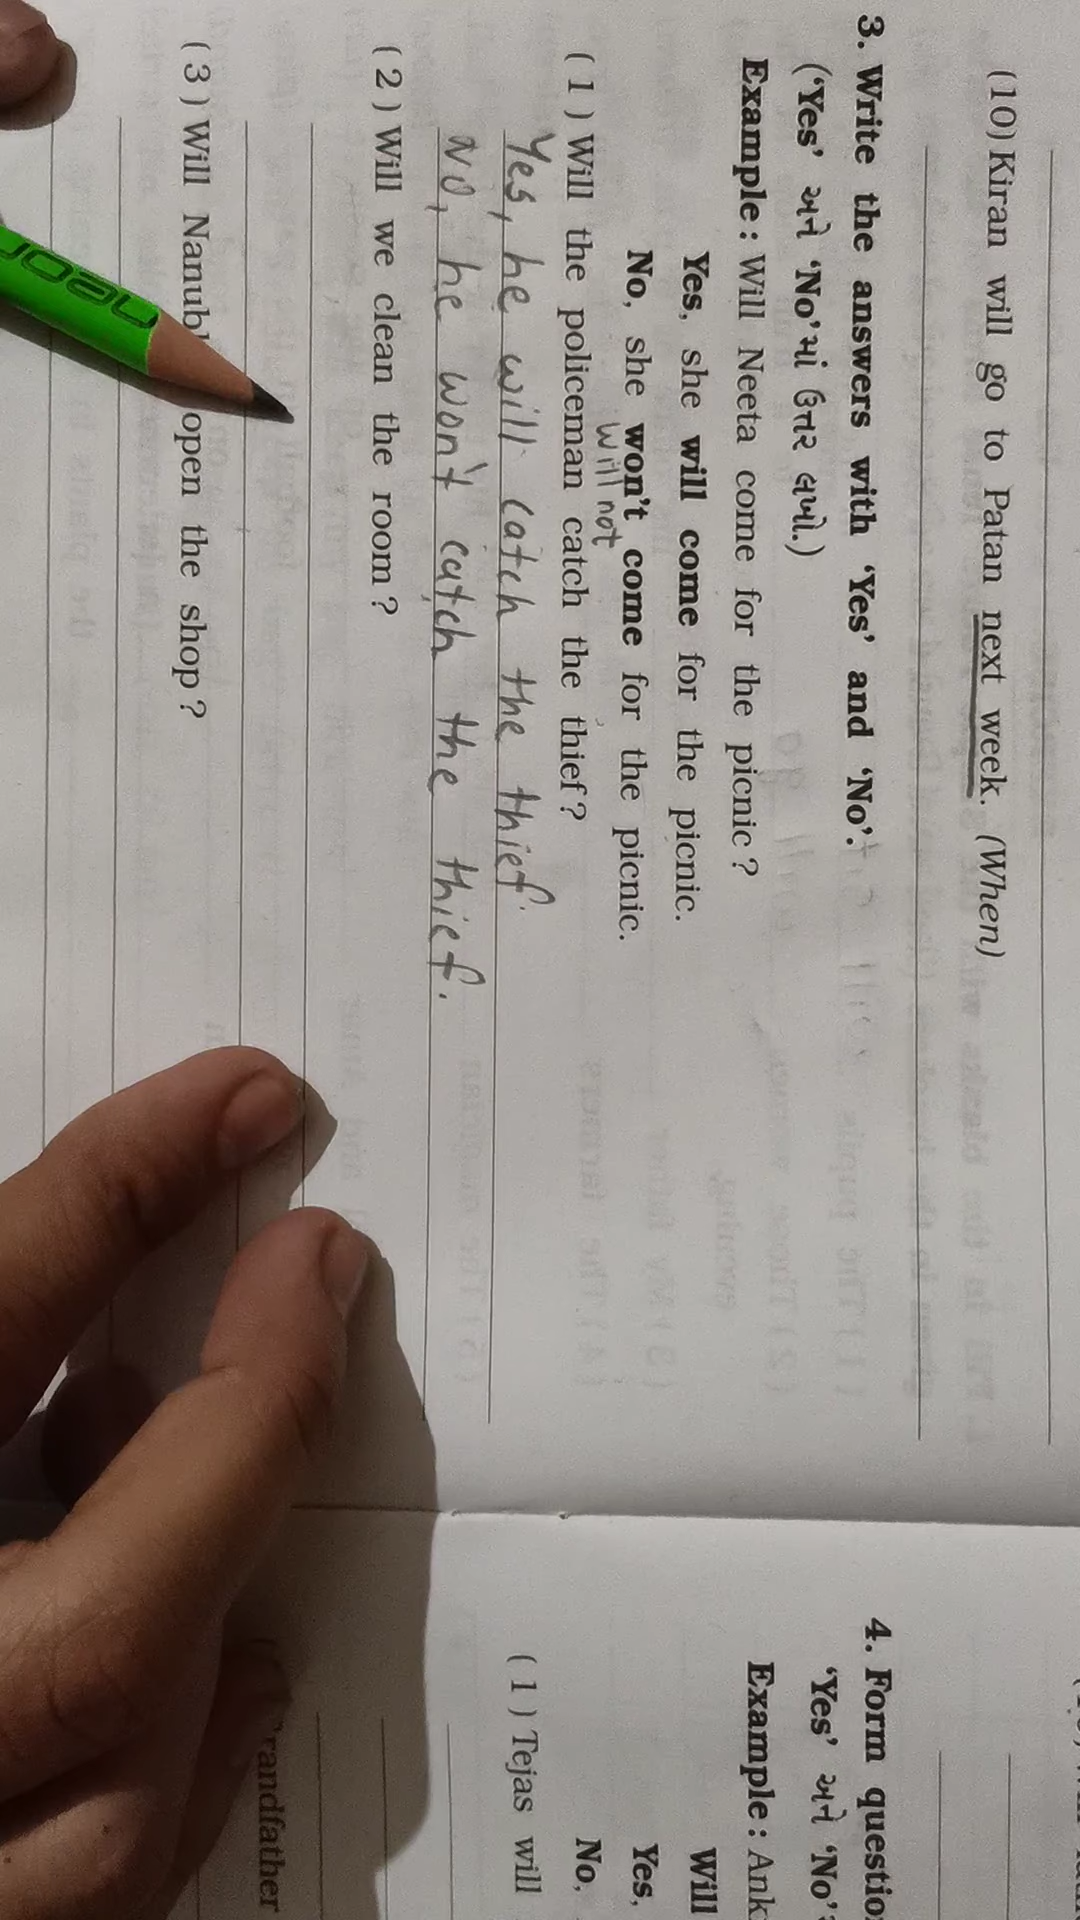 (10) Kiran will go to Patan next week. (When)
3. Write the answers with 'Yes' and 'No'.
('Yes' અને 'No'માં ઉત્તર લખો.)
Example : Will Neeta come for the picnic ?
Yes, she will come for the picnic.
No, she won't come for the picnic.
will not
( 1 ) Will the policeman catch the thief ?
Yes, he will catch the thief.
No, he won't catch the thief.
( 2 ) Will we clean the room ?
( 3 ) Will open the shop ?
neon
4. Form
'Yes' અને 'No'
Example :
Will
Yes,
No,
( 1 ) Tejas will